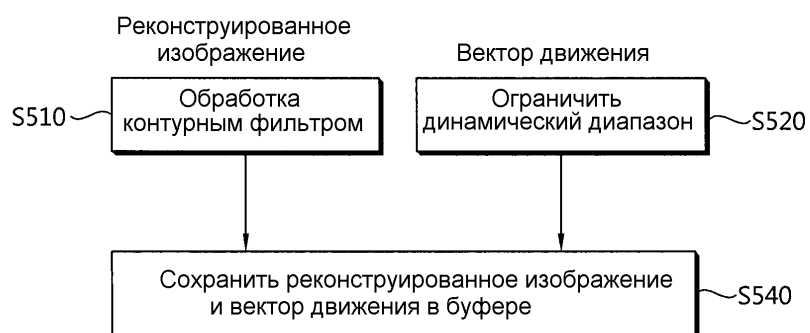 Реконструированное
изображение
Вектор движения
S510
Обработка
контурным фильтром
Ограничить
динамический диапазон
S520
Сохранить реконструированное изображение
и вектор движения в буфере
S540